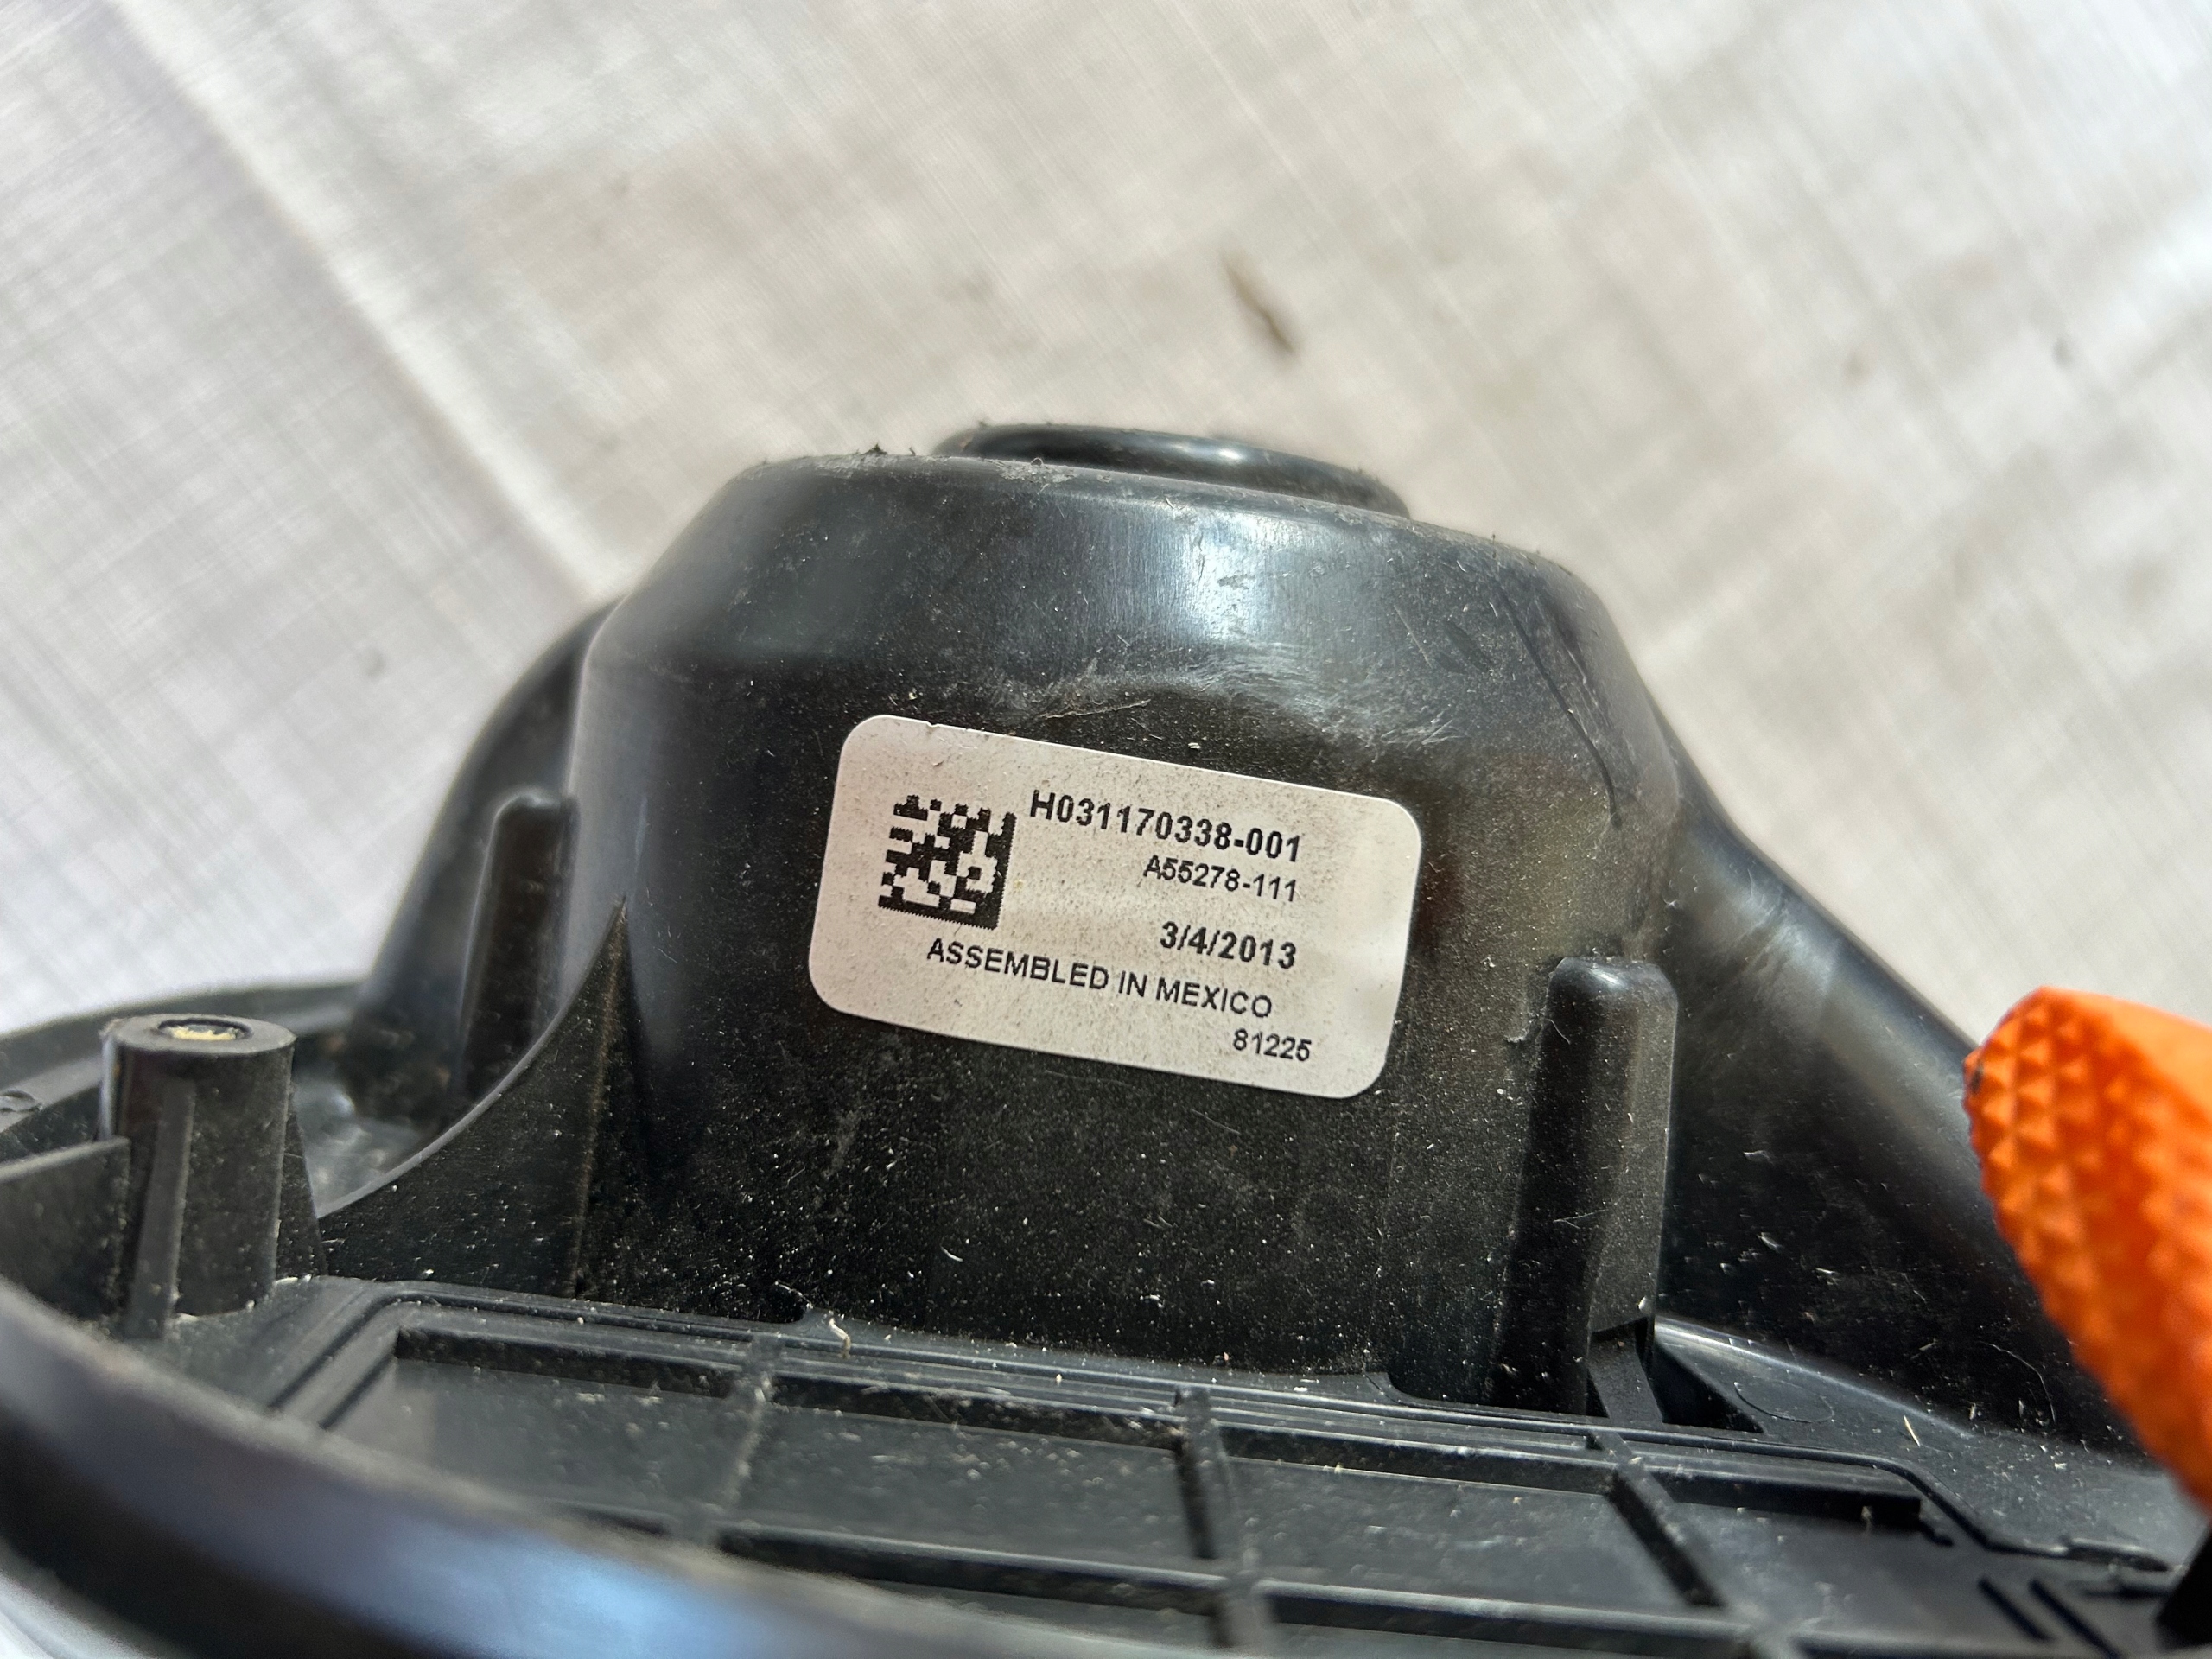 H031170338-001
A55278-111
3/4/2013
ASSEMBLED IN MEXICO
81225